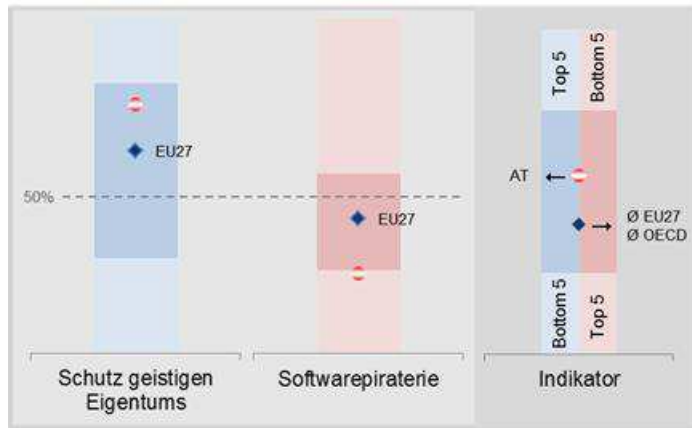 Top 5
Bottom 5
EU27
AT
50%
EU27
Ø EU27
Ø OECD
Bottom 5
Top 5
Schutz geistigen
Eigentums
Softwarepiraterie
Indikator